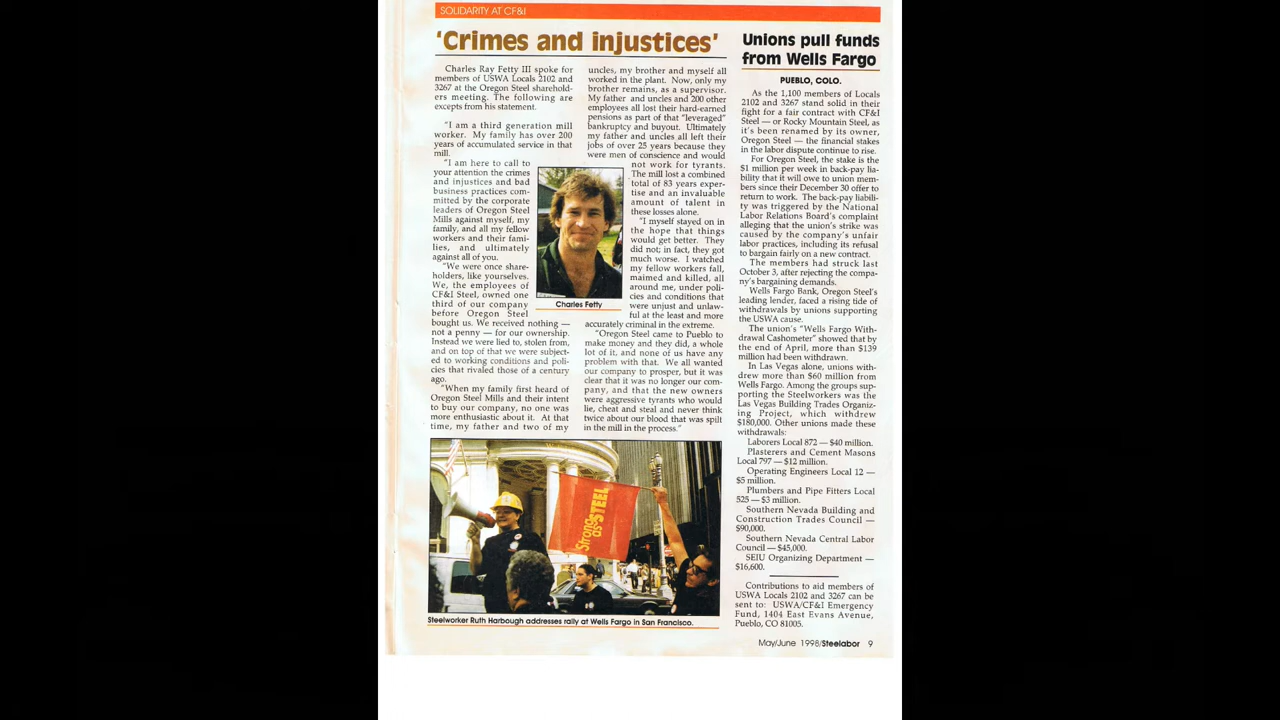 SOLIDARITY AT CF&I
'Crimes and injustices'
Charles Ray Fetty III spoke for
members of USWA Locals 2102 and
3267 at the Oregon Steel sharehold-
ers meeting. The following are
excepts from his statement.
"I am a third generation mill
worker. My family has over 200
years of accumulated service in that
mill.
"I am here to call to
your attention the crimes
and injustices and bad
business practices com-
mitted by the corporate
leaders of Oregon Steel
Mills against myself, my
family, and all my fellow
workers and their fami-
lies, and ultimately
against all of you.
"We were once share-
holders, like yourselves.
We, the employees of
CF&I Steel, owned one
third of our company
before Oregon Steel
bought us. We received nothing —
not a penny — for our ownership.
Instead we were lied to, stolen from,
and on top of that we were subject-
ed to working conditions and poli-
cies that rivaled those of a century
ago.
"When my family first heard of
Oregon Steel Mills and their intent
to buy our company, no one was
more enthusiastic about it. At that
time, my father and two of my
uncles, my brother and myself all
worked in the plant. Now, only my
brother remains, as a supervisor.
My father and uncles and 200 other
employees all lost their hard-earned
pensions as part of that "leveraged"
bankruptcy and buyout. Ultimately
my father and uncles all left their
jobs of over 25 years because they
were men of conscience and would
not work for tyrants.
The mill lost a combined
total of 83 years exper-
tise and an invaluable
amount of talent in
these losses alone.
"I myself stayed on in
the hope that things
would get better. They
did not; in fact, they got
much worse. I watched
my fellow workers fall,
maimed and killed, all
around me, under poli-
cies and conditions that
were unjust and unlaw-
ful at the least and more
accurately criminal in the extreme.
"Oregon Steel came to Pueblo to
make money and they did, a whole
lot of it, and none of us have any
problem with that. We all wanted
our company to prosper, but it was
clear that it was no longer our com-
pany, and that the new owners
were aggressive tyrants who would
lie, cheat and steal and never think
twice about our blood that was spilt
in the mill in the process."
Charles Fetty
Strong
as STEEL
Steelworker Ruth Harbough addresses rally at Wells Fargo in San Francisco.
Unions pull funds
from Wells Fargo
PUEBLO, COLO.
As the 1,100 members of Locals
2102 and 3267 stand solid in their
fight for a fair contract with CF&I
Steel — or Rocky Mountain Steel, as
it's been renamed by its owner,
Oregon Steel — the financial stakes
in the labor dispute continue to rise.
For Oregon Steel, the stake is the
$1 million per week in back-pay lia-
bility that it will owe to union mem-
bers since their December 30 offer to
return to work. The back-pay liabili-
ty was triggered by the National
Labor Relations Board's complaint
alleging that the union's strike was
caused by the company's unfair
labor practices, including its refusal
to bargain fairly on a new contract.
The members had struck last
October 3, after rejecting the compa-
ny's bargaining demands.
Wells Fargo Bank, Oregon Steel's
leading lender, faced a rising tide of
withdrawals by unions supporting
the USWA cause.
The union's "Wells Fargo With-
drawal Cashometer" showed that by
the end of April, more than $139
million had been withdrawn.
In Las Vegas alone, unions with-
drew more than $60 million from
Wells Fargo. Among the groups sup-
porting the Steelworkers was the
Las Vegas Building Trades Organiz-
ing Project, which withdrew
$180,000. Other unions made these
withdrawals:
Laborers Local 872 — $40 million.
Plasterers and Cement Masons
Local 797 — $12 million.
Operating Engineers Local 12 —
$5 million.
Plumbers and Pipe Fitters Local
525 — $3 million.
Southern Nevada Building and
Construction Trades Council —
$90,000.
Southern Nevada Central Labor
Council — $45,000.
SEIU Organizing Department —
$16,600.
Contributions to aid members of
USWA Locals 2102 and 3267 can be
sent to: USWA/CF&I Emergency
Fund, 1404 East Evans Avenue,
Pueblo, CO 81005.
May/June 1998/Steelabor 9